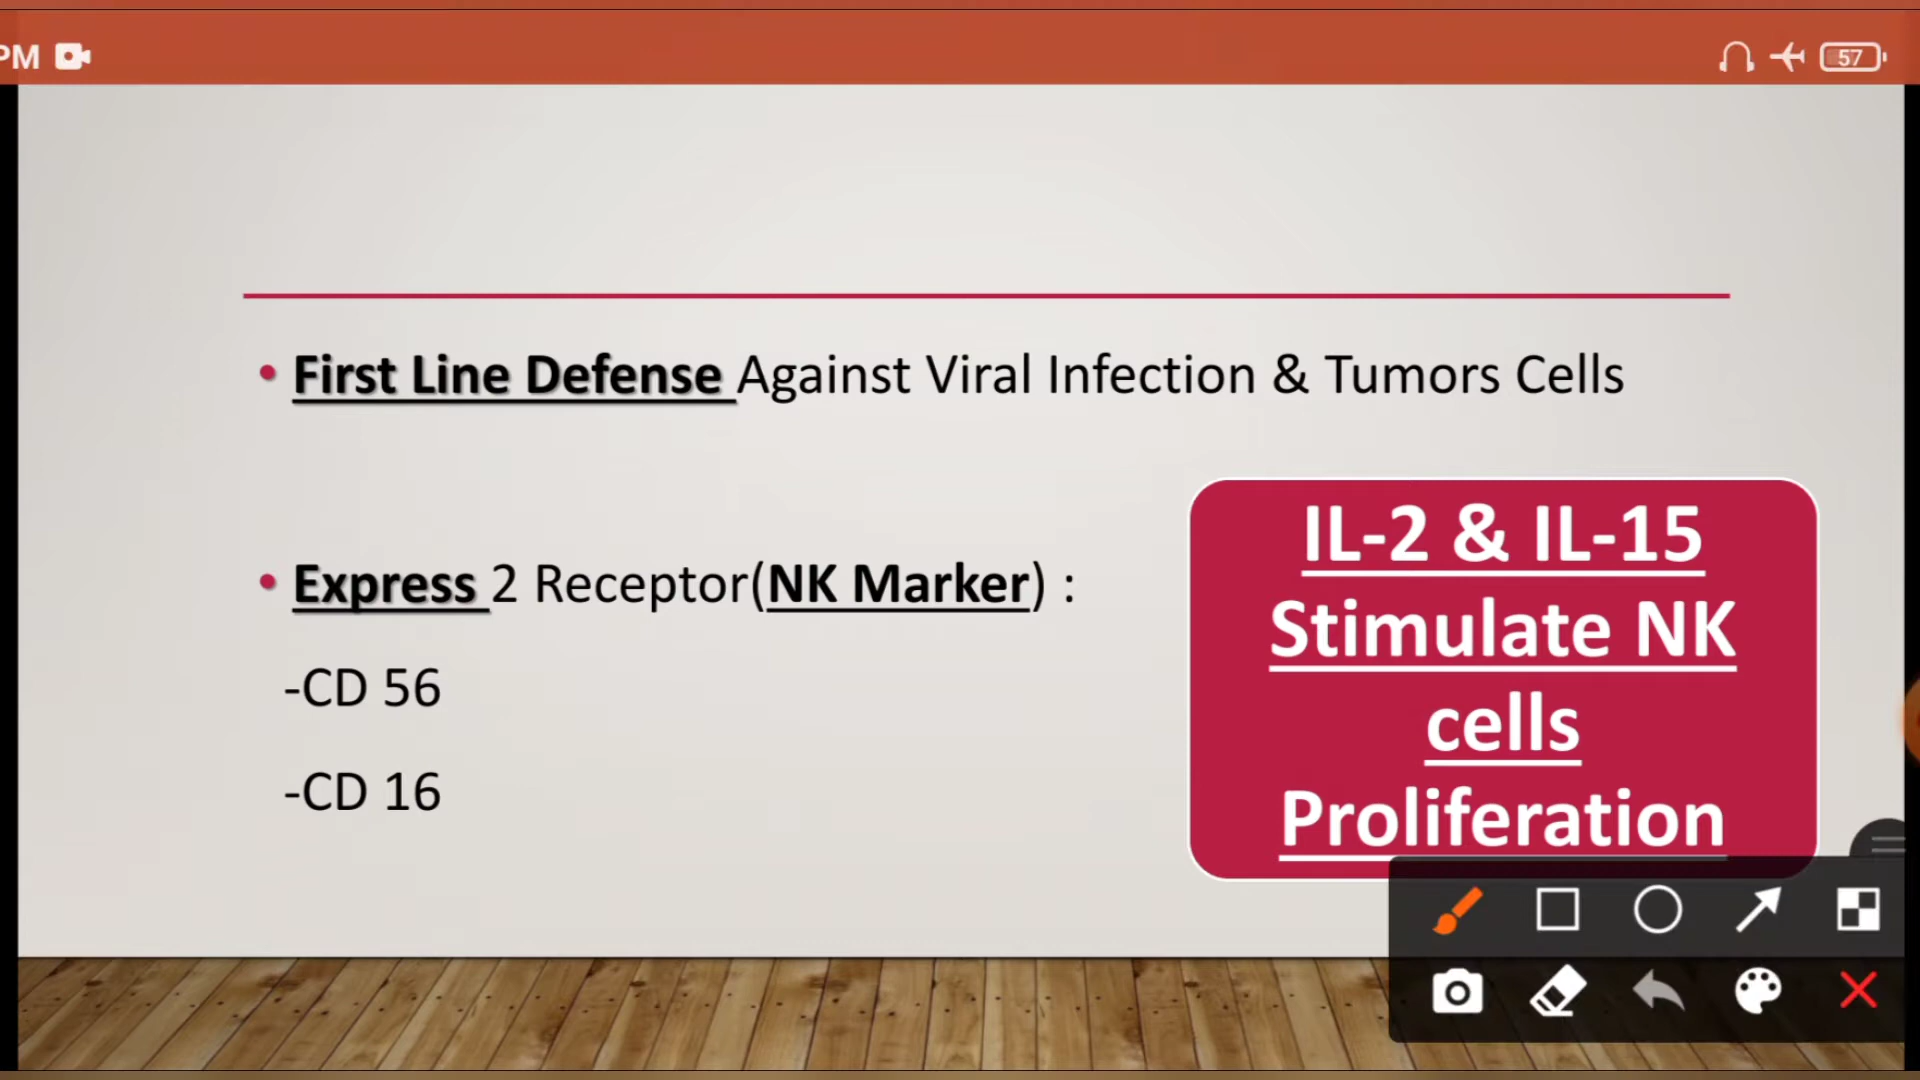 PM
57
• First Line Defense Against Viral Infection & Tumors Cells
• Express 2 Receptor(NK Marker) :
-CD 56
-CD 16
IL-2 & IL-15
Stimulate NK
cells
Proliferation